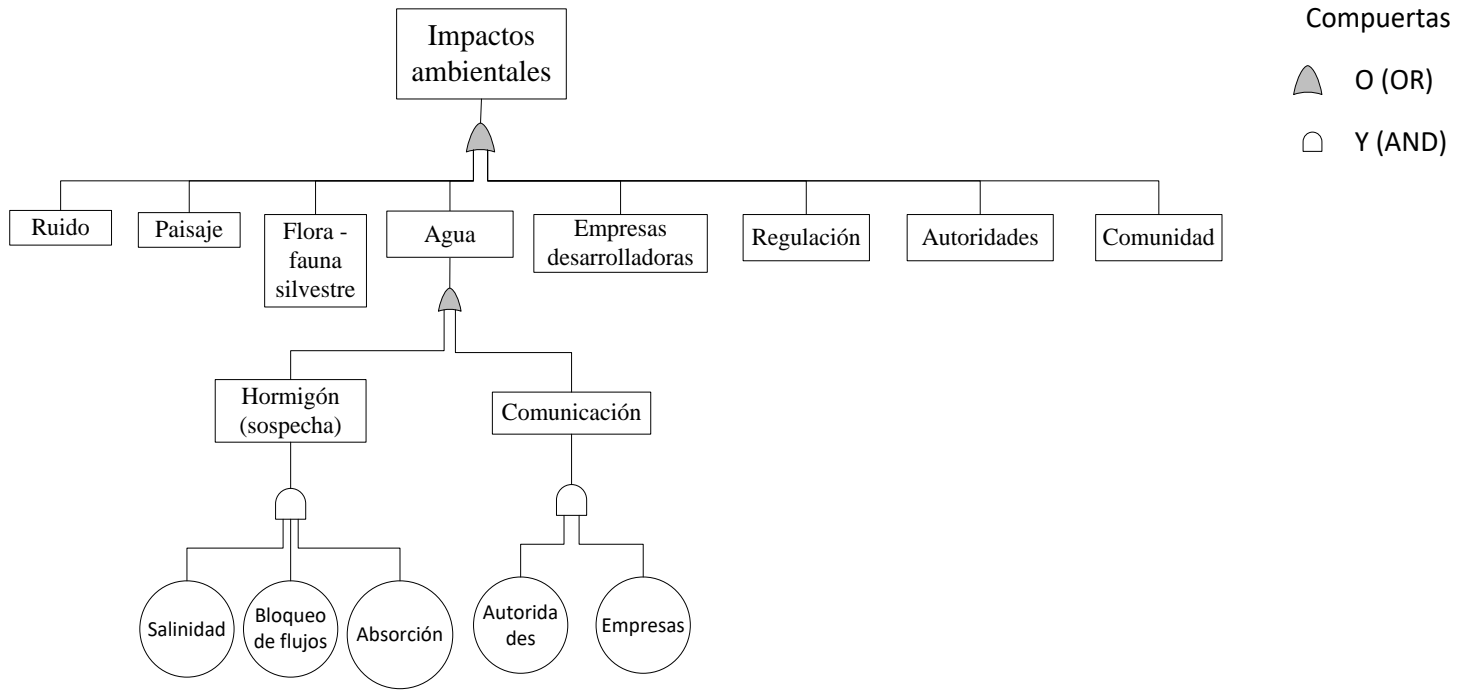 Impactos
ambientales
Compuertas
O (OR)
Y (AND)
Ruido
Paisaje
Flora -
fauna
silvestre
Agua
Empresas
desarrolladoras
Regulación
Autoridades
Comunidad
Hormigón
(sospecha)
Comunicación
Salinidad
Bloqueo
de flujos
Absorción
Autorida
des
Empresas